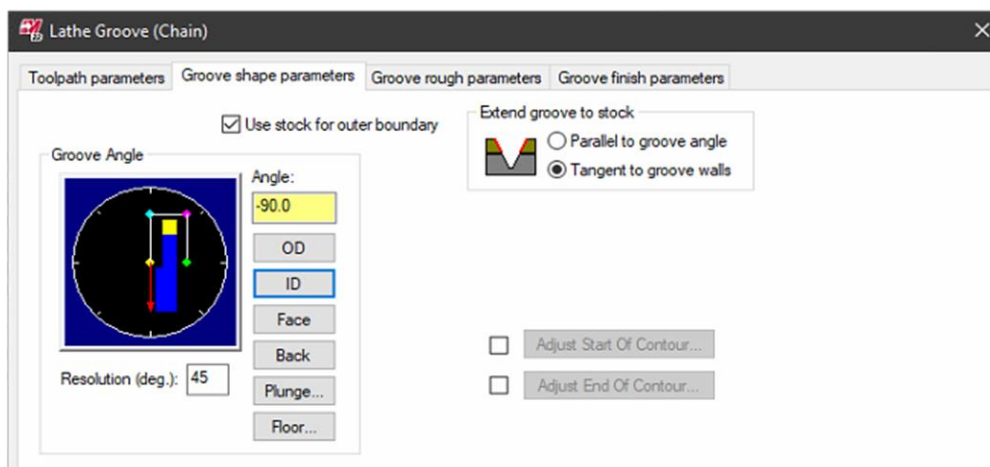 Lathe Groove (Chain)
Toolpath parameters
Groove shape parameters
Groove rough parameters
Groove finish parameters
Use stock for outer boundary
Extend groove to stock
Parallel to groove angle
Tangent to groove walls
Groove Angle
Angle:
-90.0
OD
ID
Face
Back
Plunge...
Floor...
Resolution (deg.): 45
Adjust Start Of Contour...
Adjust End Of Contour...